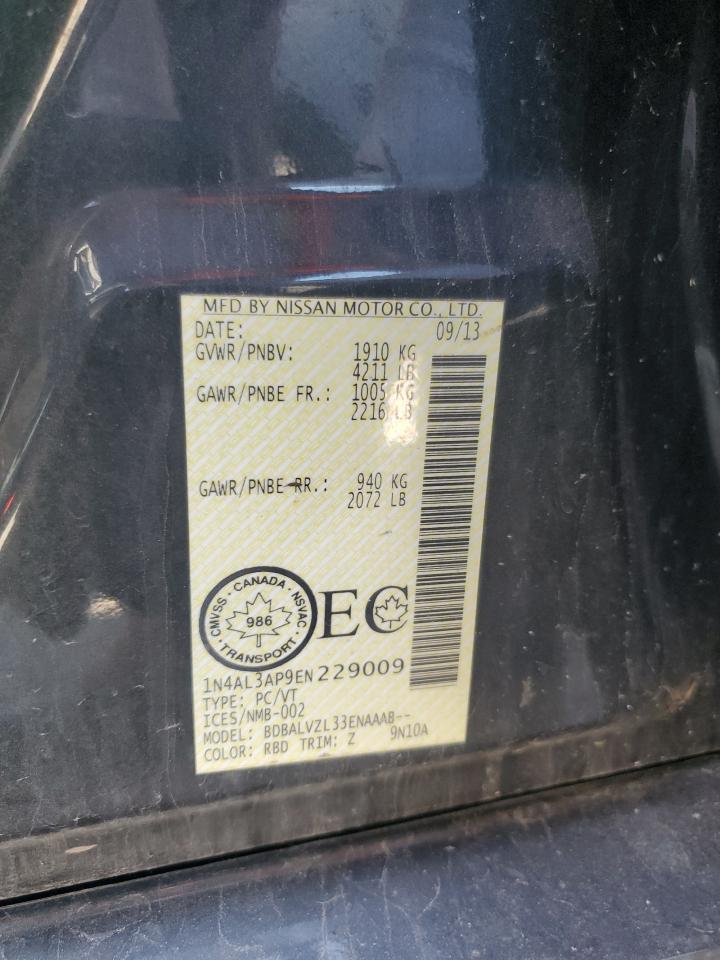 MFD BY NISSAN MOTOR CO., LTD.
DATE: 09/13
GVWR/PNBV: 1910 KG
4211 LB
GAWR/PNBE FR.: 1005 KG
2216 LB
GAWR/PNBE RR.: 940 KG
2072 LB
CMVSS · CANADA · NSVAC
· TRANSPORT ·
986
EC
1N4AL3AP9EN229009
TYPE: PC/VT
ICES/NMB-002
MODEL: BDBALVZL33ENAAAB--
COLOR: RBD TRIM: Z 9N10A